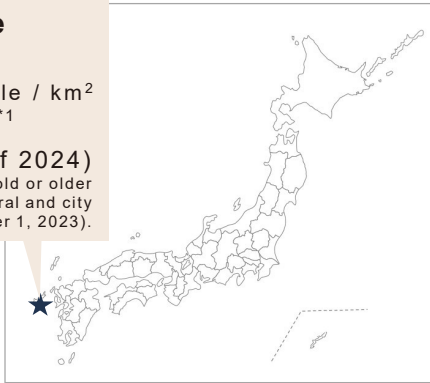 e
le / km²
*1
f 2024)
old or older
ral and city
er 1, 2023).